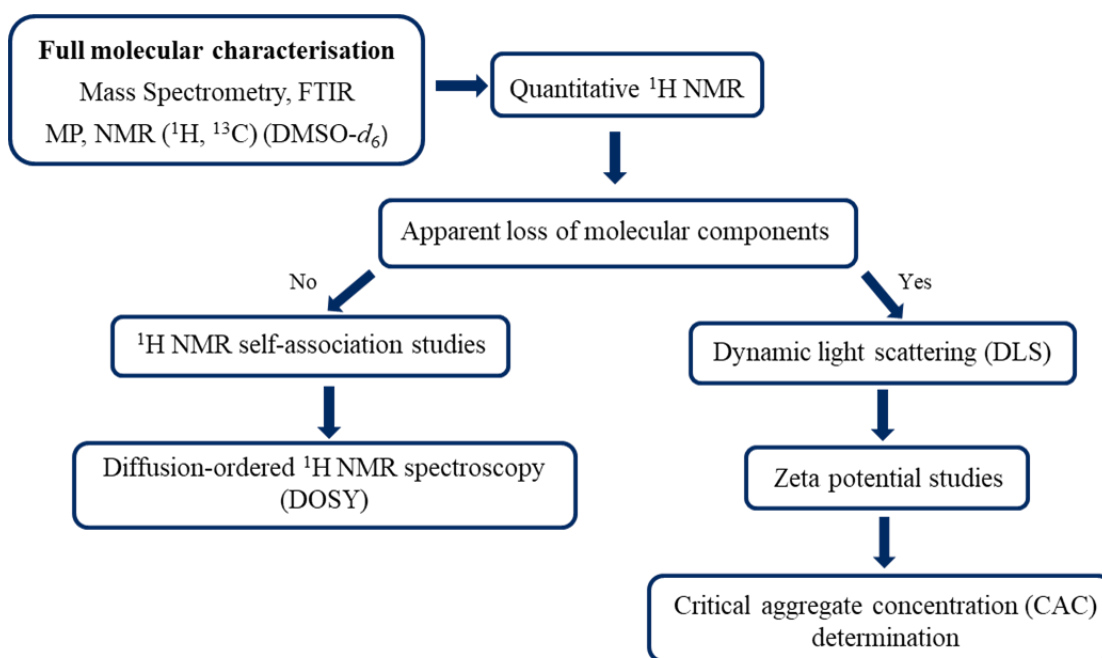 Full molecular characterisation
Mass Spectrometry, FTIR
MP, NMR (¹H, ¹³C) (DMSO-d₆)
Quantitative ¹H NMR
Apparent loss of molecular components
No
Yes
¹H NMR self-association studies
Dynamic light scattering (DLS)
Diffusion-ordered ¹H NMR spectroscopy
(DOSY)
Zeta potential studies
Critical aggregate concentration (CAC)
determination